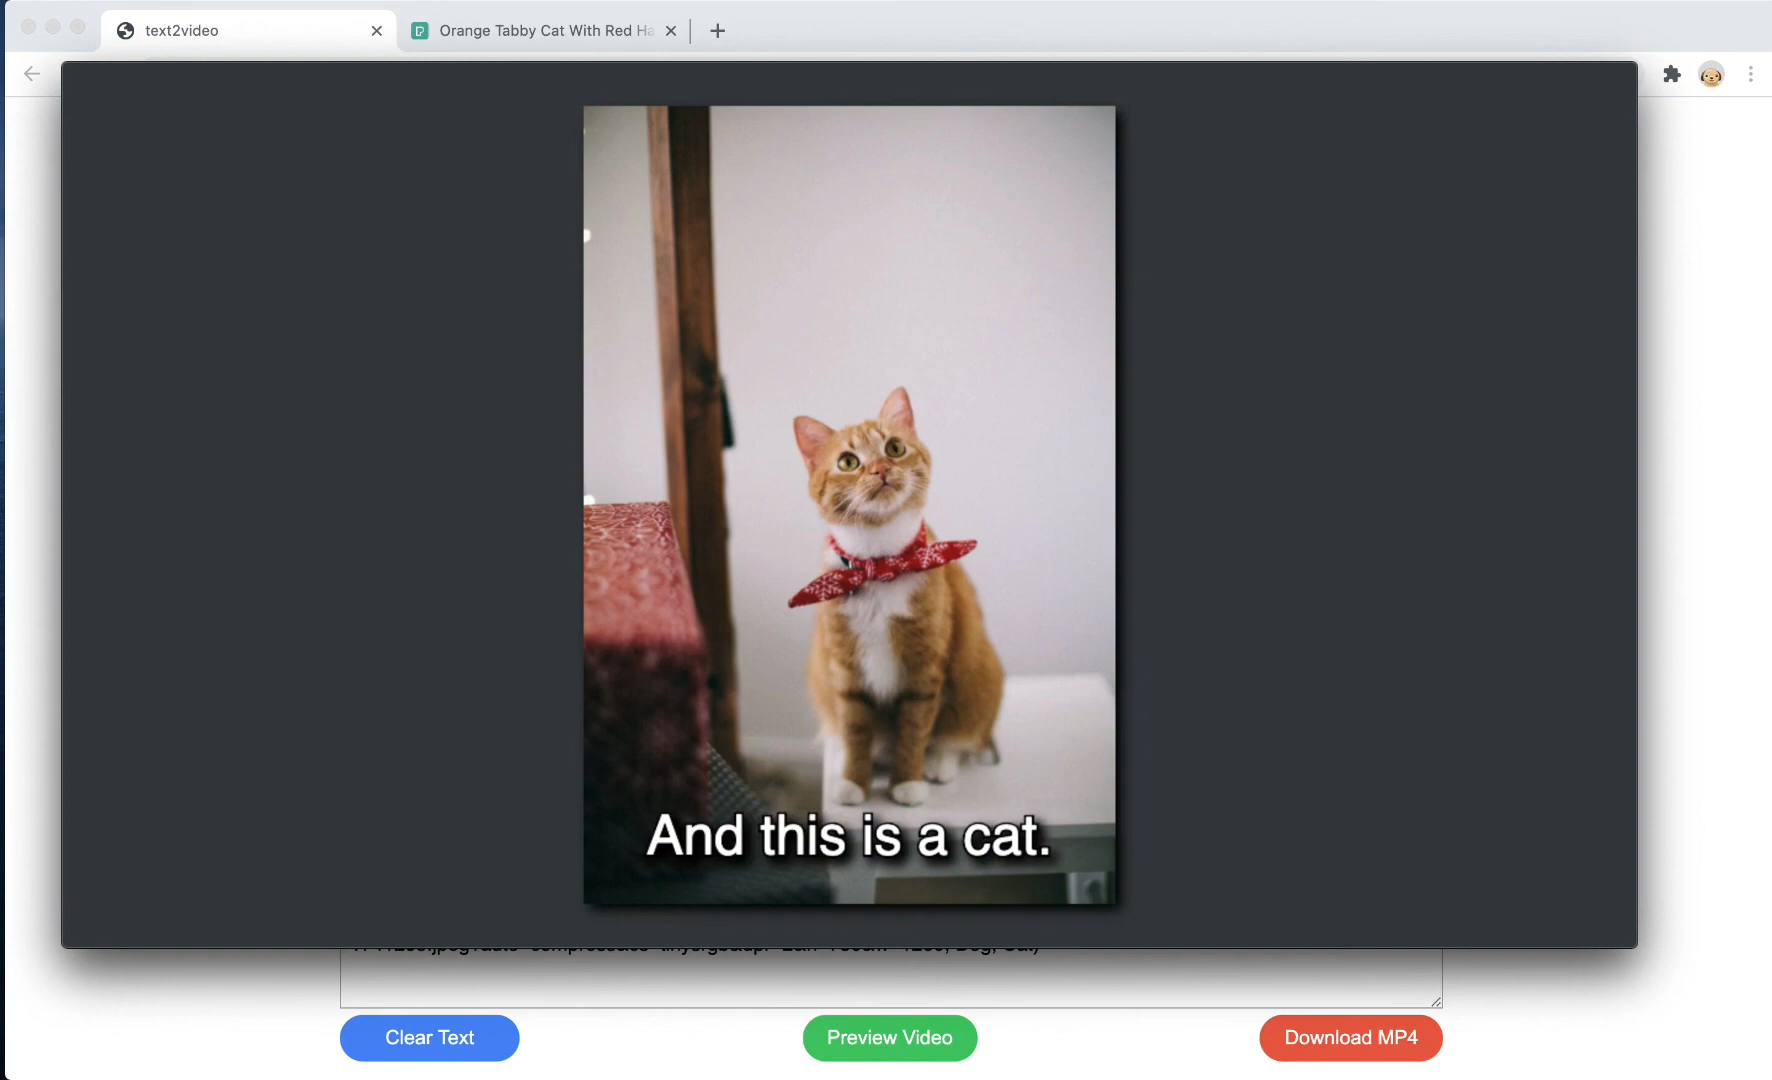 text2video
Orange Tabby Cat With Red Ha
And this is a cat.
Clear Text
Preview Video
Download MP4